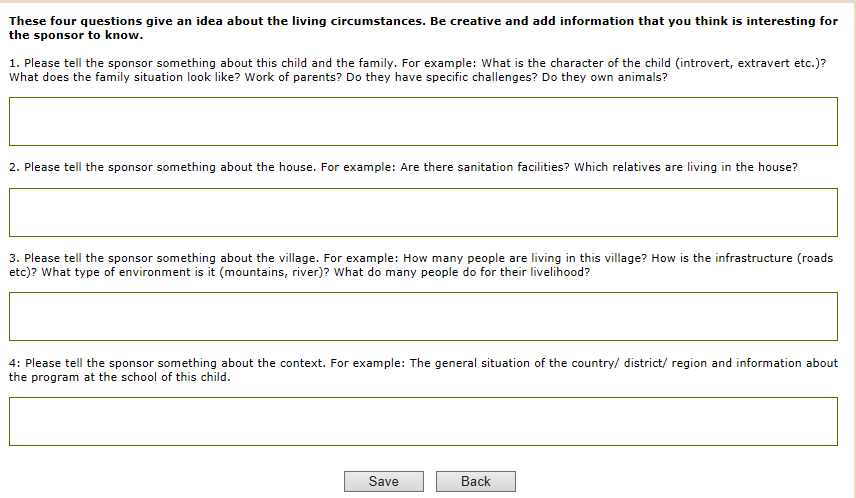 These four questions give an idea about the living circumstances. Be creative and add information that you think is interesting for
the sponsor to know.
1. Please tell the sponsor something about this child and the family. For example: What is the character of the child (introvert, extravert etc.)?
What does the family situation look like? Work of parents? Do they have specific challenges? Do they own animals?
2. Please tell the sponsor something about the house. For example: Are there sanitation facilities? Which relatives are living in the house?
3. Please tell the sponsor something about the village. For example: How many people are living in this village? How is the infrastructure (roads
etc)? What type of environment is it (mountains, river)? What do many people do for their livelihood?
4: Please tell the sponsor something about the context. For example: The general situation of the country/ district/ region and information about
the program at the school of this child.
Save Back